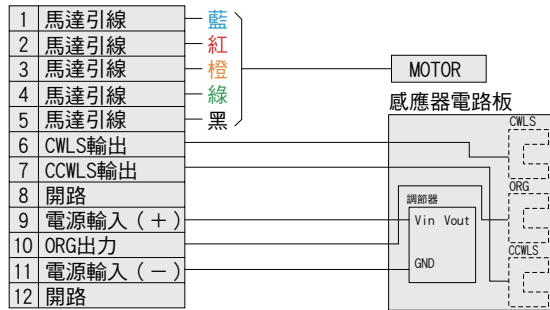 1 馬達引線 藍
2 馬達引線 紅
3 馬達引線 橙
4 馬達引線 綠
5 馬達引線 黑
6 CWLS輸出
7 CCWLS輸出
8 開路
9 電源輸入（＋）
10 ORG出力
11 電源輸入（－）
12 開路
MOTOR
感應器電路板
CWLS
ORG
CCWLS
調節器
Vin Vout
GND